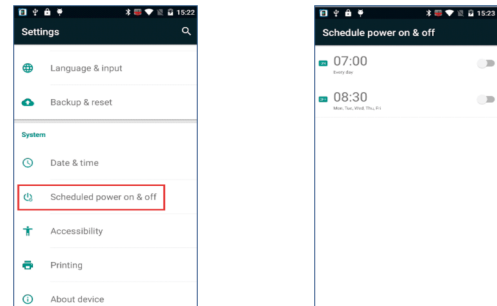 15:22
Settings
Language & input
Backup & reset
System
Date & time
Scheduled power on & off
Accessibility
Printing
About device
15:23
Schedule power on & off
07:00
Every day
08:30
Mon, Tue, Wed, Thu, Fri